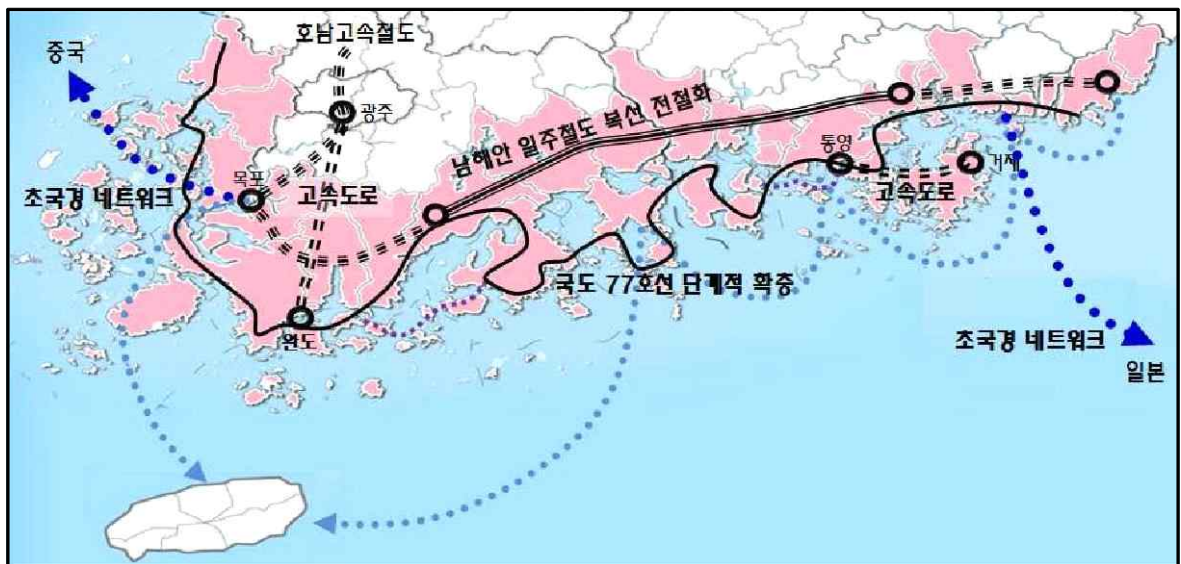 중국
호남고속철도
광주
남해안 일주철도 복선 전철화
통영
거제
고속도로
목포
초국경 네트워크
고속도로
국도 77호선 단계적 확충
완도
초국경 네트워크
일본